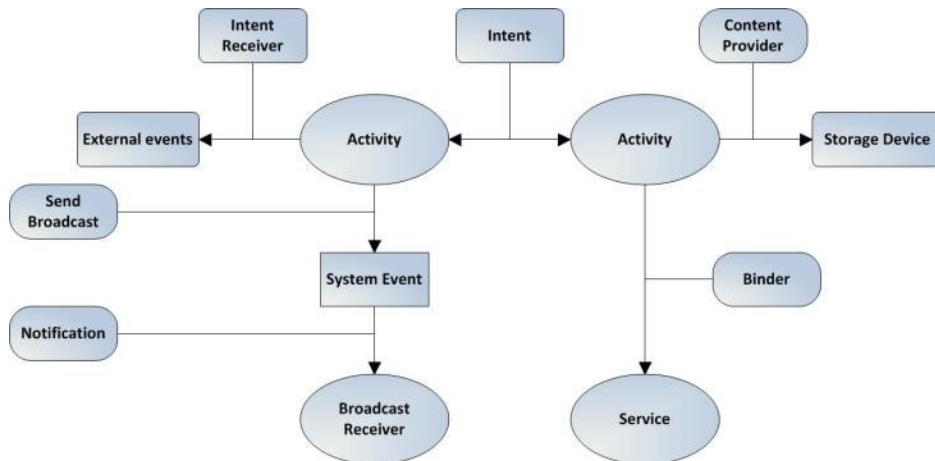 Intent
Receiver
Intent
Content
Provider
External events
Activity
Activity
Storage Device
Send
Broadcast
System Event
Binder
Notification
Broadcast
Receiver
Service